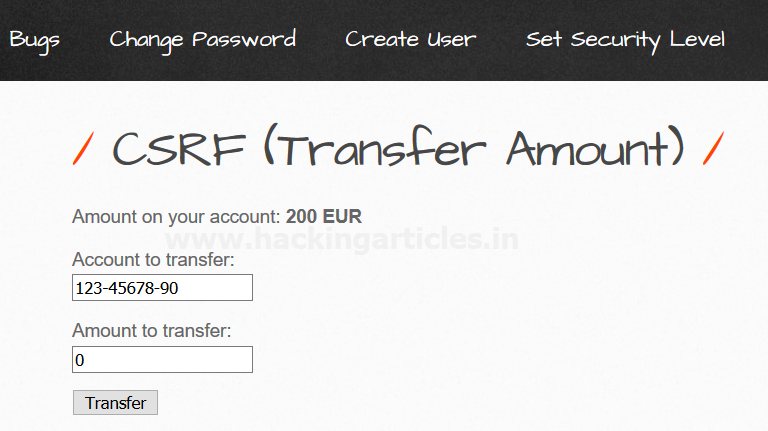 Bugs Change Password Create User Set Security Level
/ CSRF (Transfer Amount) /
Amount on your account: 200 EUR
www.hackingarticles.in
Account to transfer:
123-45678-90
Amount to transfer:
0
Transfer